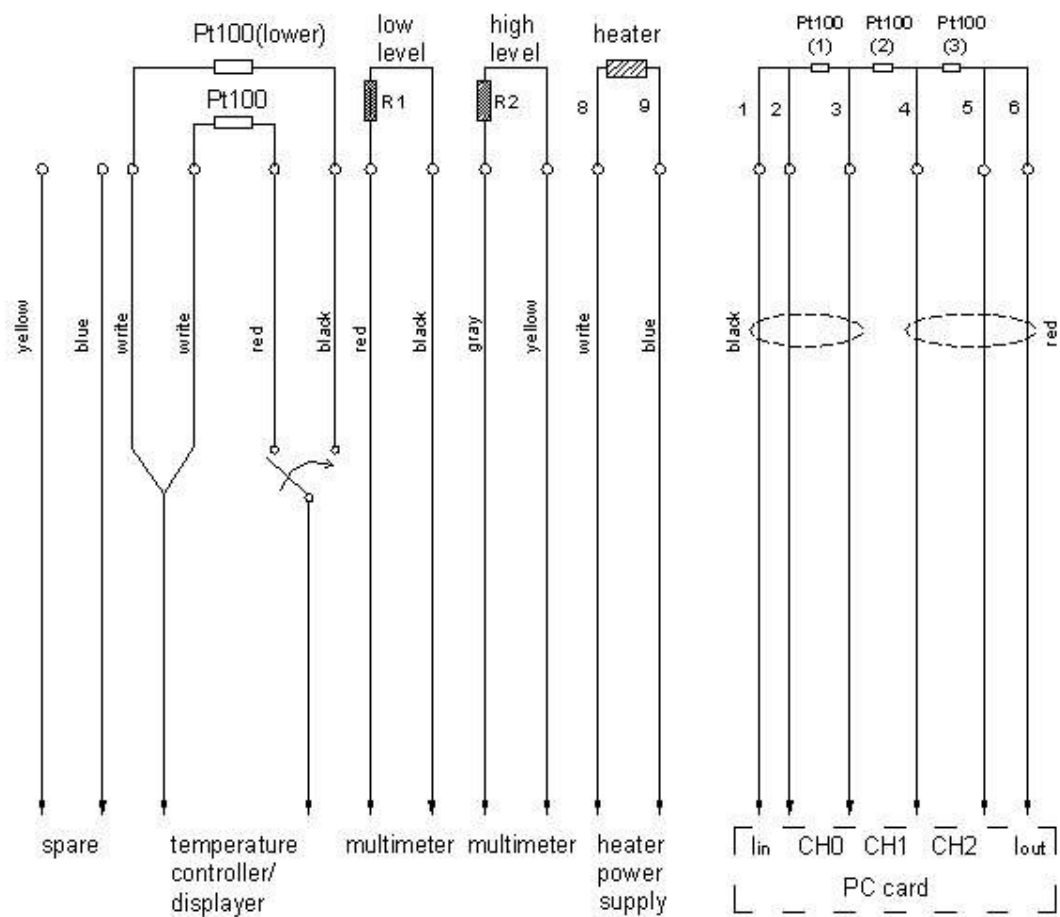 Pt100(lower)
Pt100
low
level
R1
high
level
R2
heater
8
9
Pt100
(1)
Pt100
(2)
Pt100
(3)
1
2
3
4
5
6
yellow
blue
write
write
red
black
red
black
gray
yellow
write
blue
black
red
spare
temperature
controller/
displayer
multimeter
multimeter
heater
power
supply
Iin
CH0
CH1
CH2
Iout
PC card